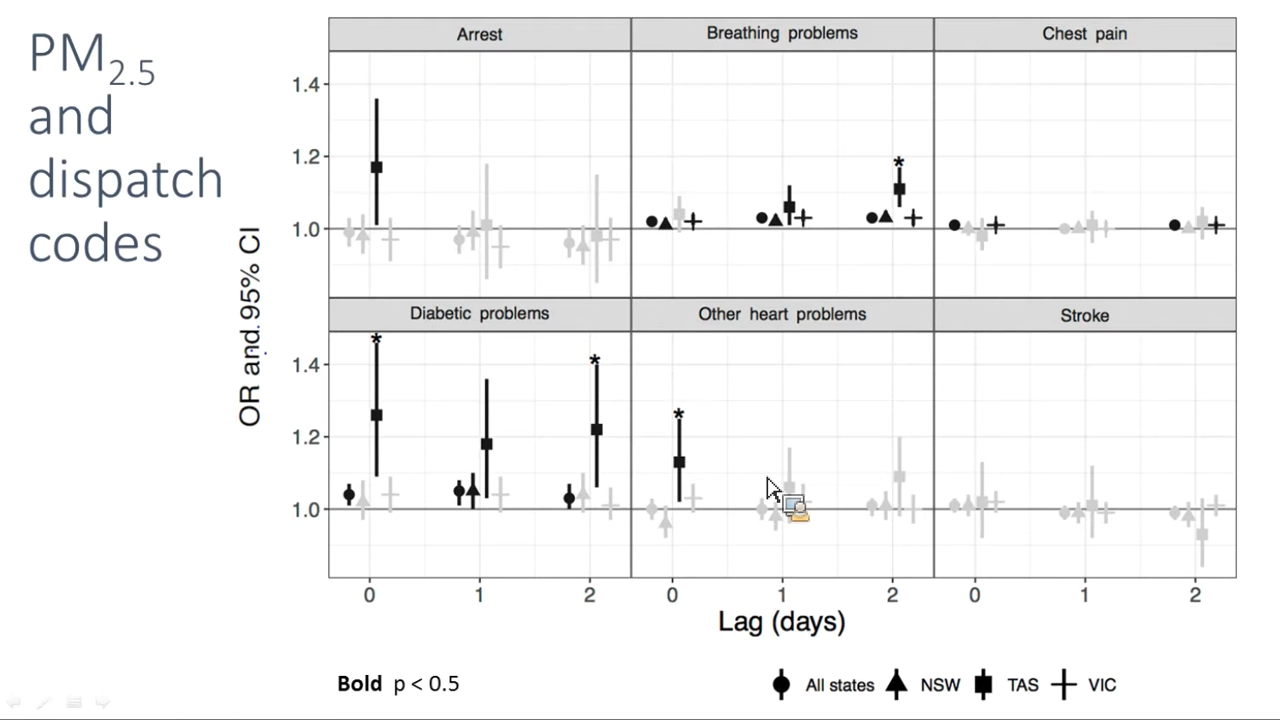 PM2.5
and
dispatch
codes
Arrest
Breathing problems
Chest pain
1.4
1.2
1.0
*
OR and 95% CI
Diabetic problems
Other heart problems
Stroke
1.4
1.2
1.0
*
*
*
0 1 2
0 1 2
0 1 2
Lag (days)
Bold p < 0.5
All states NSW TAS VIC